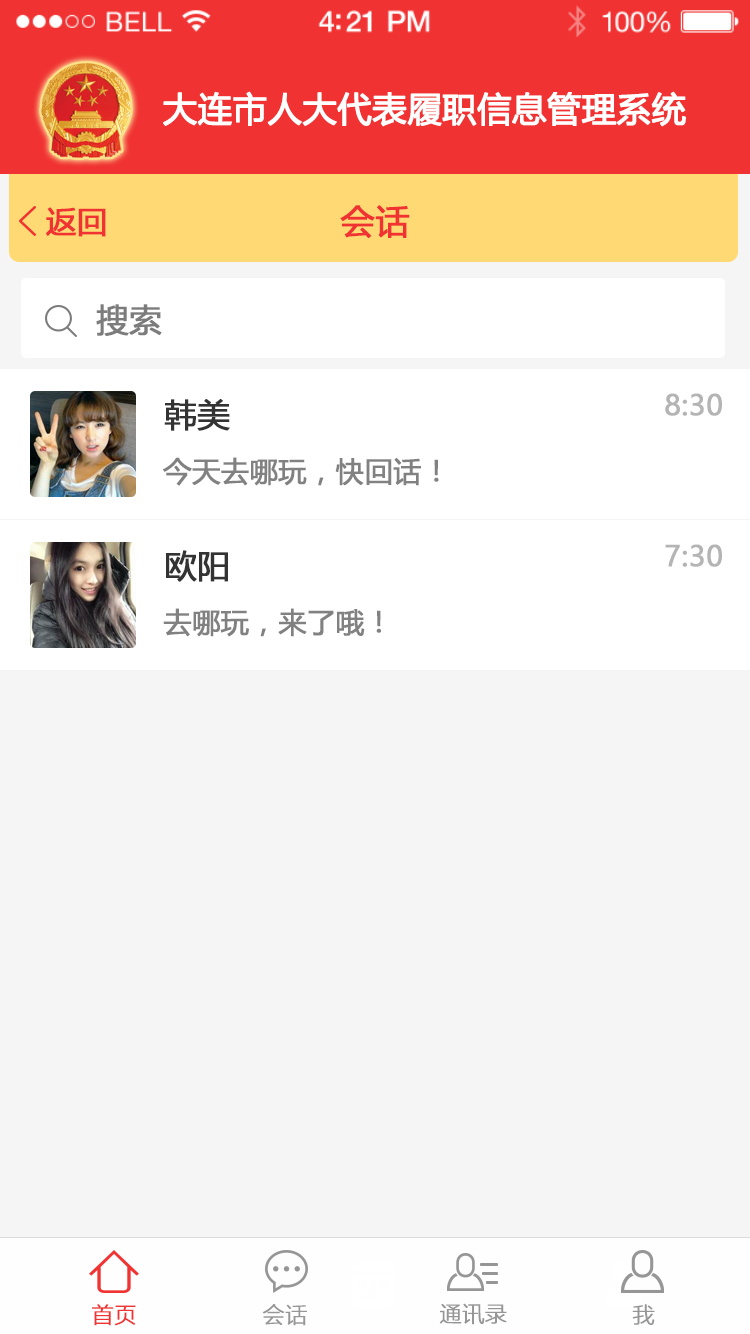 BELL 4:21 PM 100%
大连市人大代表履职信息管理系统
返回 会话
搜索
韩美 8:30
今天去哪玩，快回话！
欧阳 7:30
去哪玩，来了哦！
首页 会话 通讯录 我